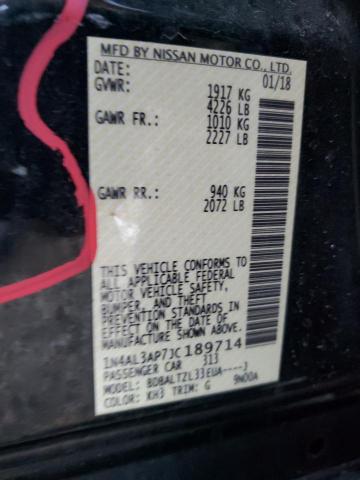 MFD BY NISSAN MOTOR CO., LTD.
DATE: 01/18
GVWR: 1917 KG
4226 LB
GAWR FR.: 1010 KG
2227 LB
GAWR RR.: 940 KG
2072 LB
THIS VEHICLE CONFORMS TO
ALL APPLICABLE FEDERAL
MOTOR VEHICLE SAFETY,
BUMPER, AND THEFT
PREVENTION STANDARDS IN
EFFECT ON THE DATE OF
MANUFACTURE SHOWN ABOVE.
1N4AL3AP7JC189714
PASSENGER CAR 313
MODEL: BDBALTZL33EUA----J
COLOR: KH3 TRIM: G 9N00A